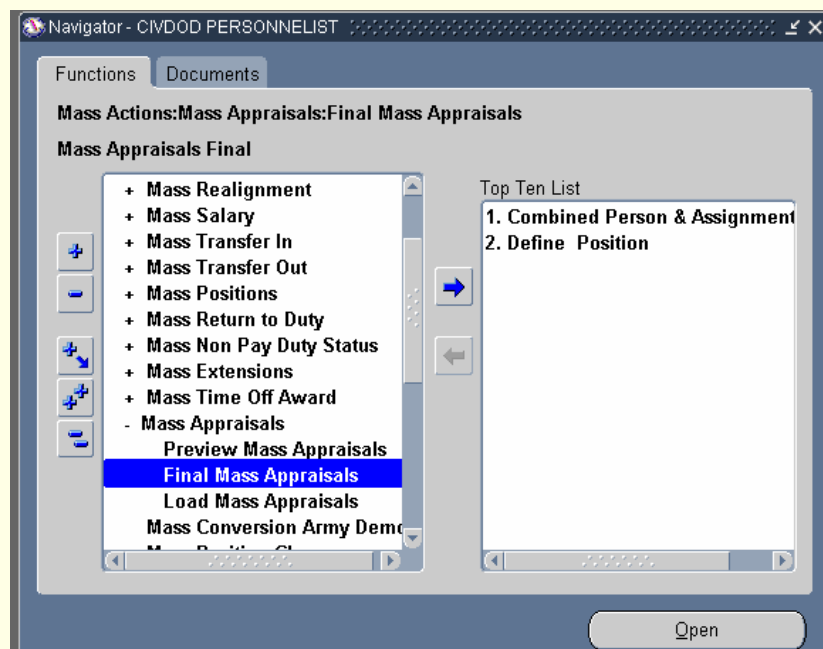 Navigator - CIVDOD PERSONNELIST
Functions
Documents
Mass Actions:Mass Appraisals:Final Mass Appraisals
Mass Appraisals Final
+ Mass Realignment
+ Mass Salary
+ Mass Transfer In
+ Mass Transfer Out
+ Mass Positions
+ Mass Return to Duty
+ Mass Non Pay Duty Status
+ Mass Extensions
+ Mass Time Off Award
- Mass Appraisals
Preview Mass Appraisals
Final Mass Appraisals
Load Mass Appraisals
Mass Conversion Army Demo
Top Ten List
1. Combined Person & Assignment
2. Define Position
Open